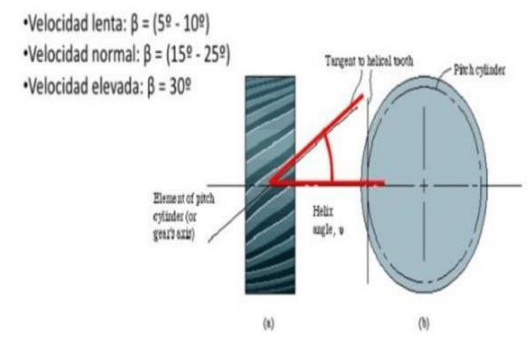 •Velocidad lenta: β = (5º - 10º)
•Velocidad normal: β = (15º - 25º)
•Velocidad elevada: β = 30º
Tangent to helical tooth
Pitch cylinder
Element of pitch
cylinder (or
gear's axis)
Helix
angle, ψ
(a)
(b)